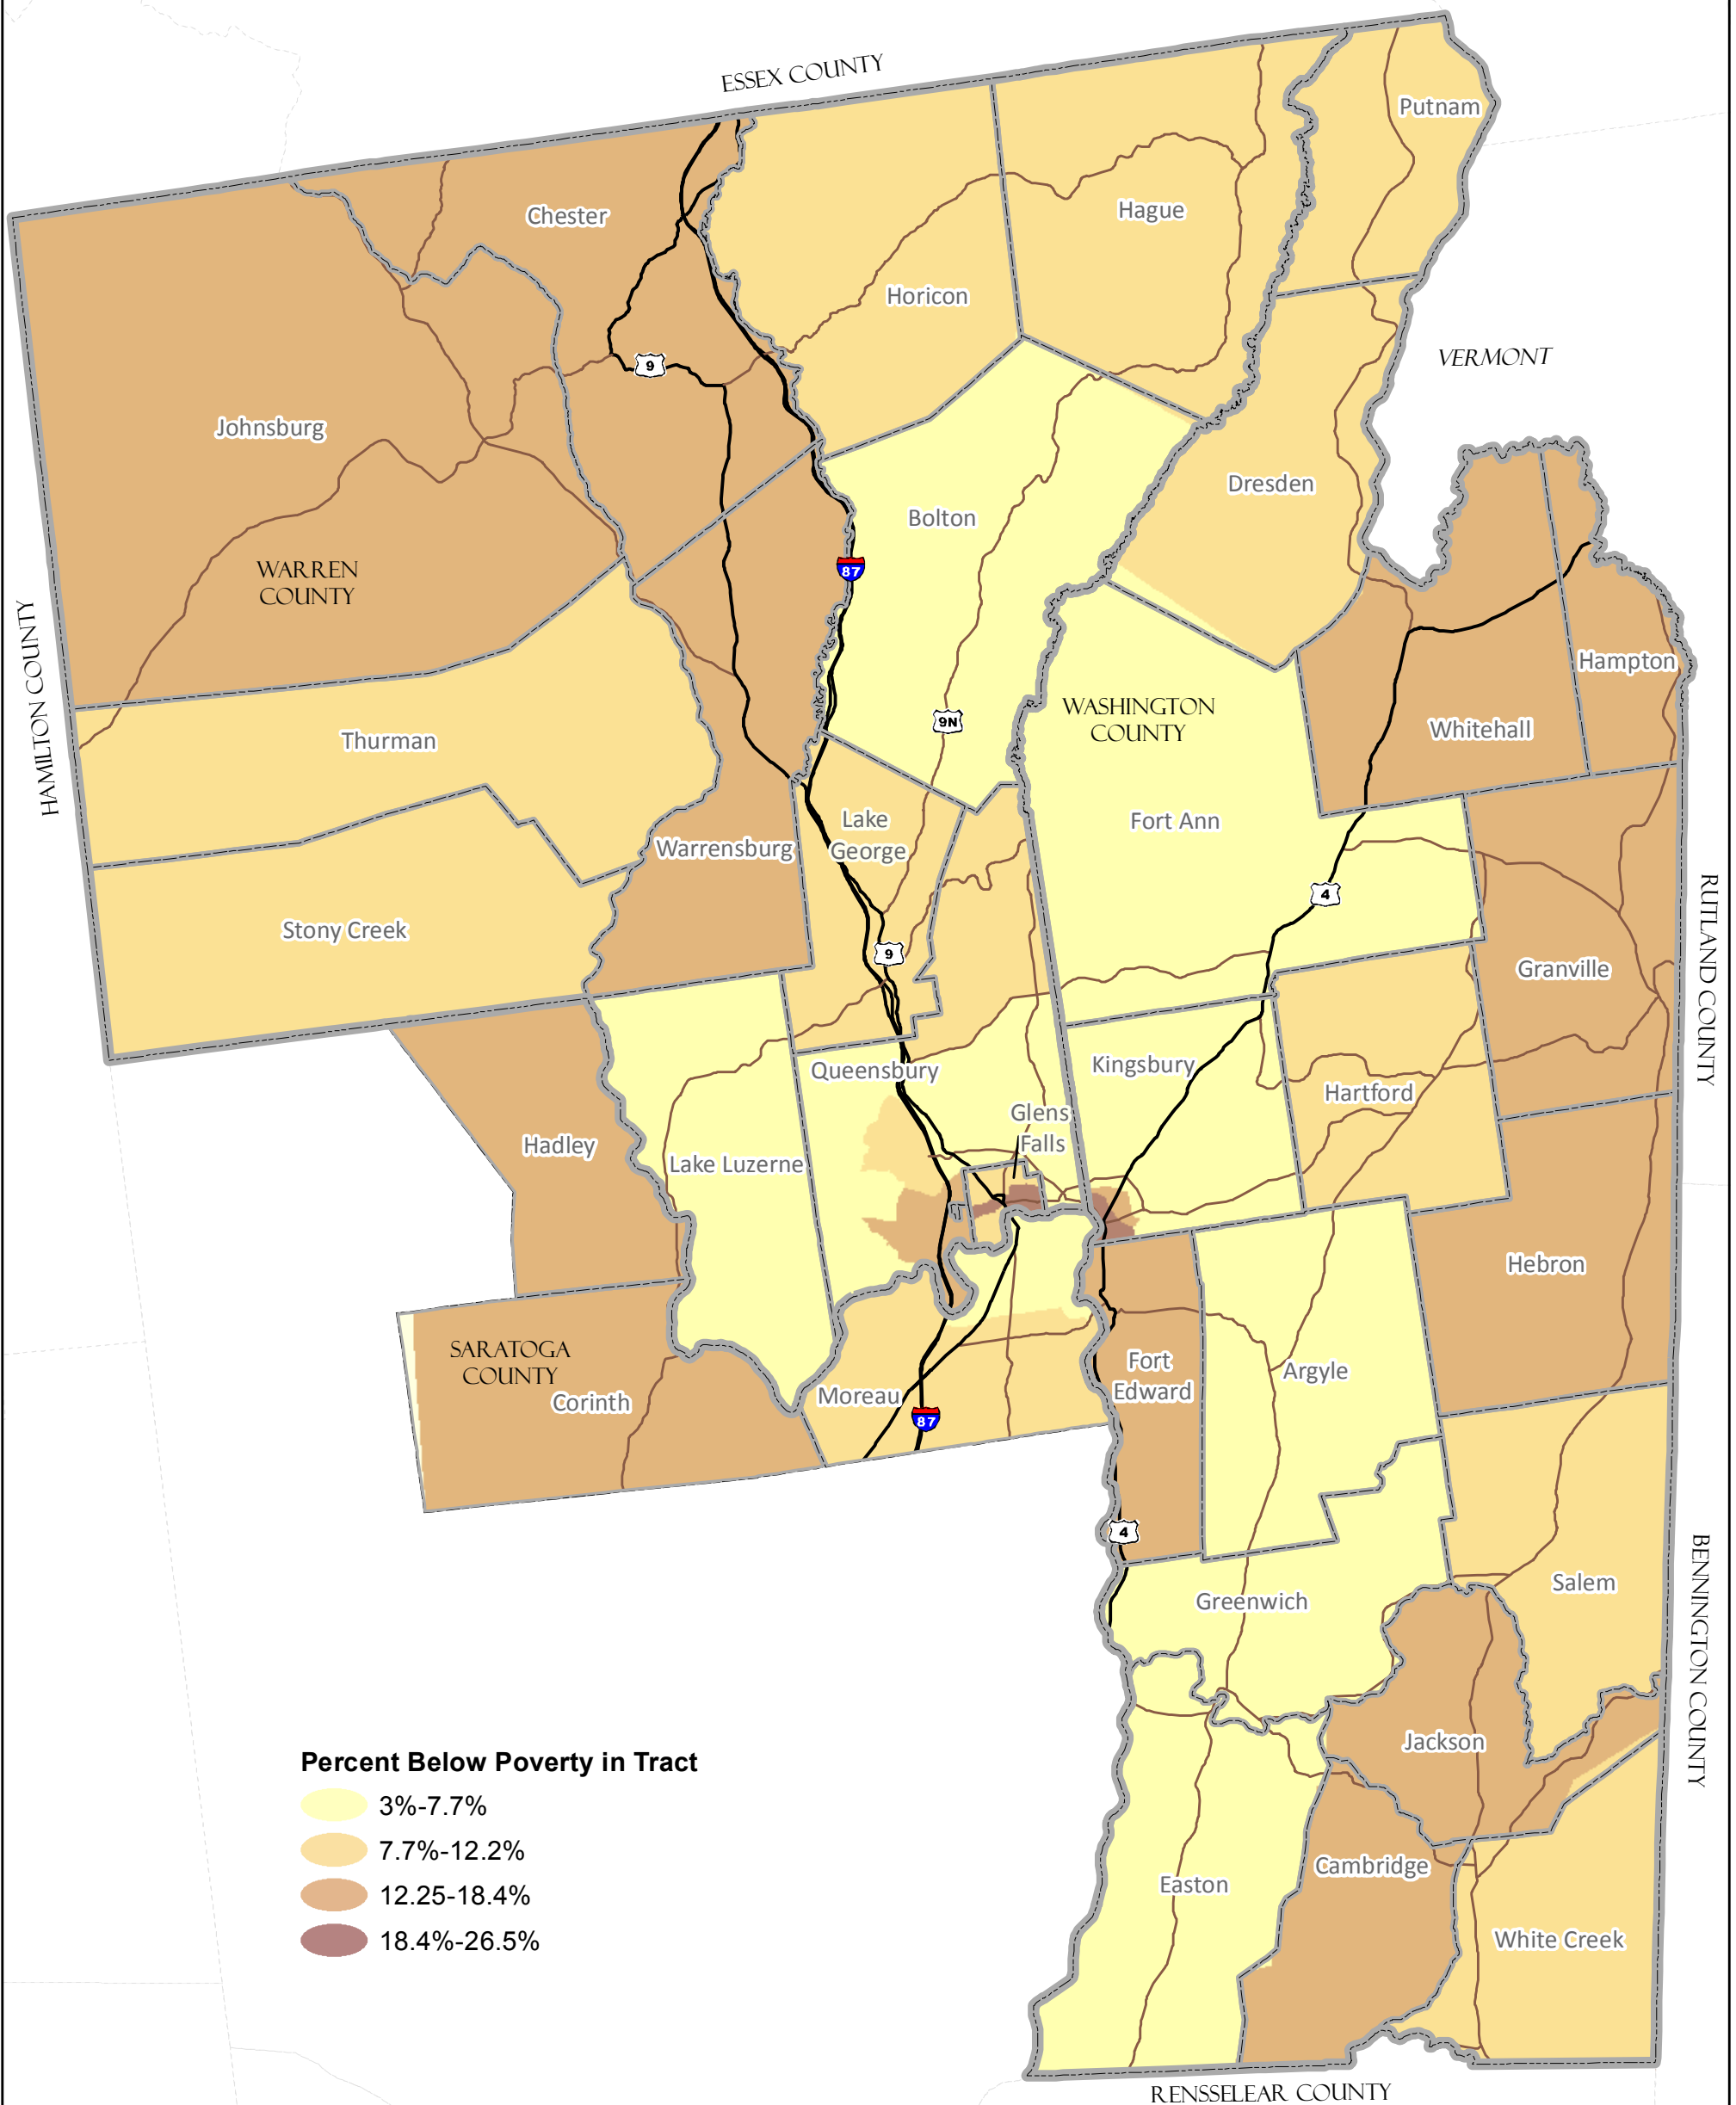 ESSEX COUNTY
Putnam
Chester
Hague
Horicon
VERMONT
9
Johnsburg
Dresden
Bolton
WARREN
COUNTY
87
HAMILTON COUNTY
Hampton
WASHINGTON
COUNTY
9N
Whitehall
Thurman
Lake
George
Fort Ann
Warrensburg
4
RUTLAND COUNTY
Stony Creek
9
Granville
Kingsbury
Queensbury
Hartford
Glens
Falls
Hadley
Lake Luzerne
Hebron
SARATOGA
COUNTY
Fort
Edward
Argyle
Moreau
Corinth
87
4
BENNINGTON COUNTY
Salem
Greenwich
Jackson
Percent Below Poverty in Tract
3%-7.7%
7.7%-12.2%
12.25-18.4%
18.4%-26.5%
Cambridge
Easton
White Creek
RENSSELEAR COUNTY